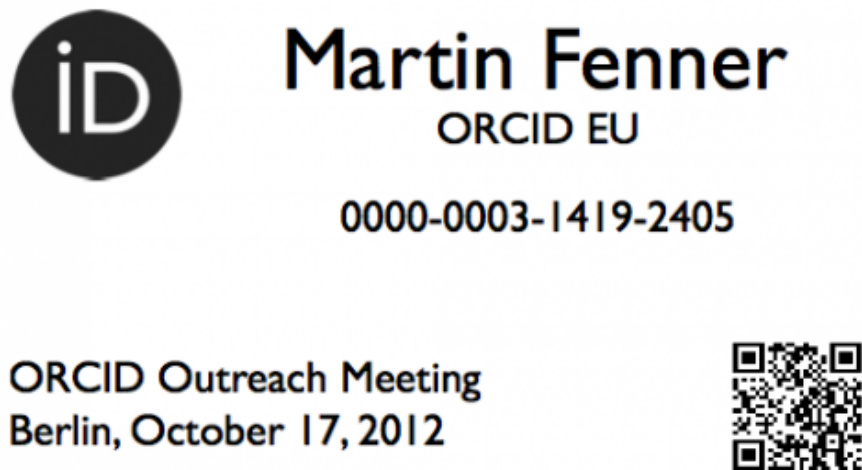 iD
Martin Fenner
ORCID EU
0000-0003-1419-2405
ORCID Outreach Meeting
Berlin, October 17, 2012